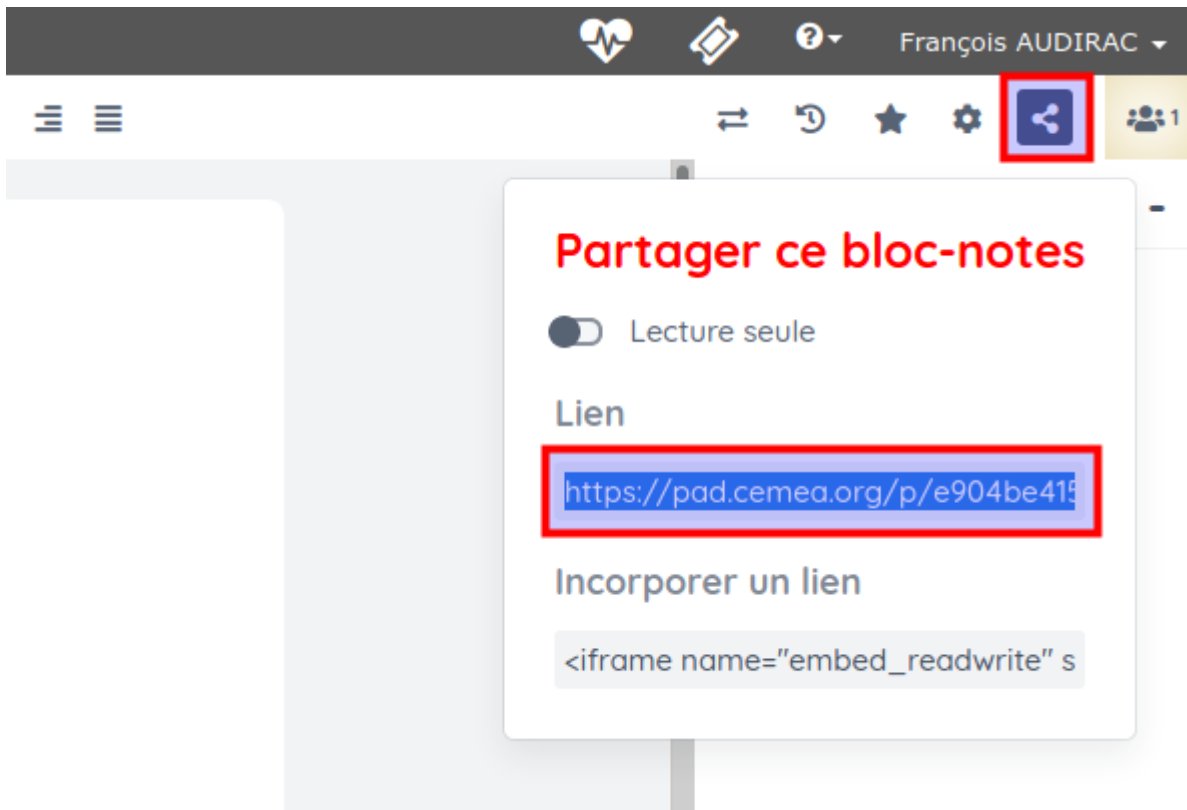 François AUDIRAC
1
Partager ce bloc-notes
Lecture seule
Lien
https://pad.cemea.org/p/e904be415
Incorporer un lien
<iframe name="embed_readwrite" s